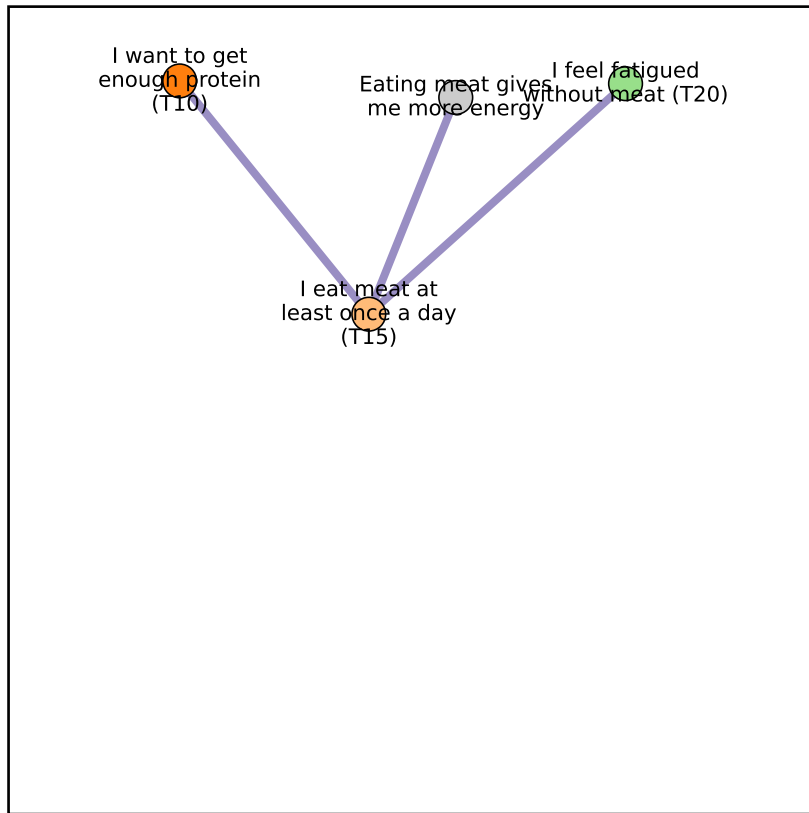 I want to get
enough protein
(T10)
Eating meat gives
me more energy
I feel fatigued
without meat (T20)
I eat meat at
least once a day
(T15)